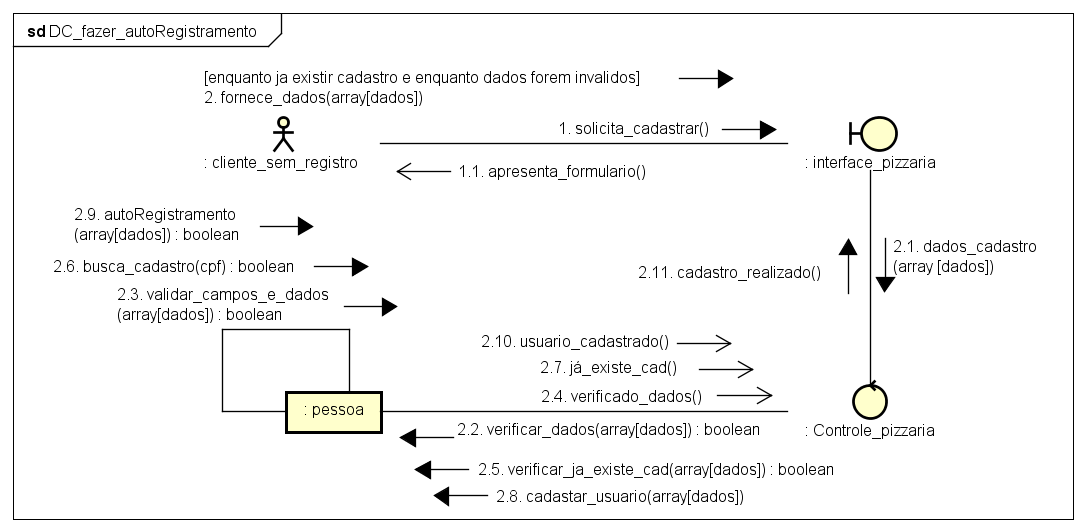 sd DC_fazer_autoRegistramento
[enquanto ja existir cadastro e enquanto dados forem invalidos]
2. fornece_dados(array[dados])
1. solicita_cadastrar()
: cliente_sem_registro
: interface_pizzaria
1.1. apresenta_formulario()
2.9. autoRegistramento
(array[dados]) : boolean
2.6. busca_cadastro(cpf) : boolean
2.3. validar_campos_e_dados
(array[dados]) : boolean
2.1. dados_cadastro
(array [dados])
2.11. cadastro_realizado()
2.10. usuario_cadastrado()
2.7. já_existe_cad()
2.4. verificado_dados()
: pessoa
2.2. verificar_dados(array[dados]) : boolean
: Controle_pizzaria
2.5. verificar_ja_existe_cad(array[dados]) : boolean
2.8. cadastar_usuario(array[dados])